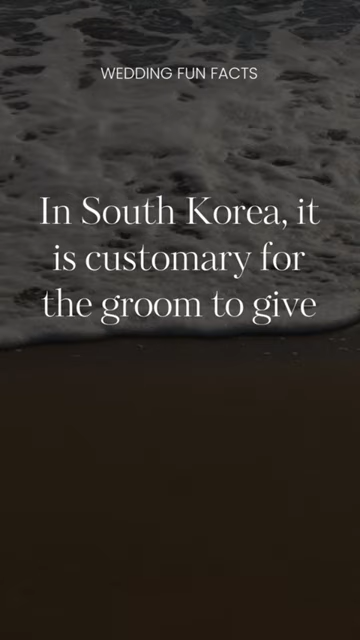 WEDDING FUN FACTS
In South Korea, it
is customary for
the groom to give